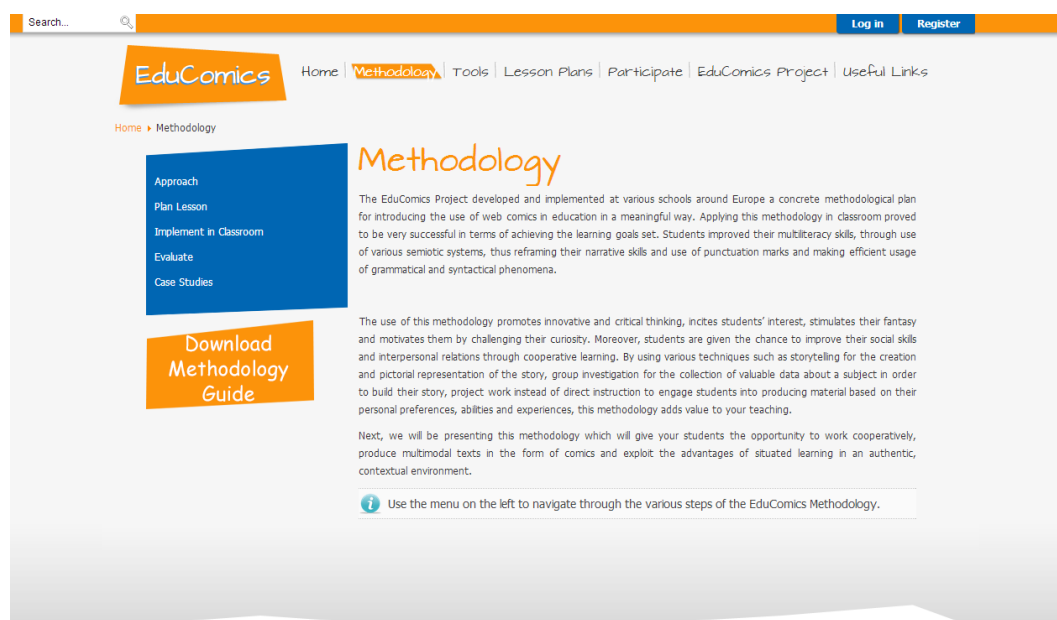 Search...
Log in
Register
EduComics
Home
Methodology
Tools
Lesson Plans
Participate
EduComics Project
Useful Links
Home
Methodology
Approach
Plan Lesson
Implement in Classroom
Evaluate
Case Studies
Download
Methodology
Guide
Methodology
The EduComics Project developed and implemented at various schools around Europe a concrete methodological plan
for introducing the use of web comics in education in a meaningful way. Applying this methodology in classroom proved
to be very successful in terms of achieving the learning goals set. Students improved their multiliteracy skills, through use
of various semiotic systems, thus reframing their narrative skills and use of punctuation marks and making efficient usage
of grammatical and syntactical phenomena.
The use of this methodology promotes innovative and critical thinking, incites students' interest, stimulates their fantasy
and motivates them by challenging their curiosity. Moreover, students are given the chance to improve their social skills
and interpersonal relations through cooperative learning. By using various techniques such as storytelling for the creation
and pictorial representation of the story, group investigation for the collection of valuable data about a subject in order
to build their story, project work instead of direct instruction to engage students into producing material based on their
personal preferences, abilities and experiences, this methodology adds value to your teaching.
Next, we will be presenting this methodology which will give your students the opportunity to work cooperatively,
produce multimodal texts in the form of comics and exploit the advantages of situated learning in an authentic,
contextual environment.
Use the menu on the left to navigate through the various steps of the EduComics Methodology.